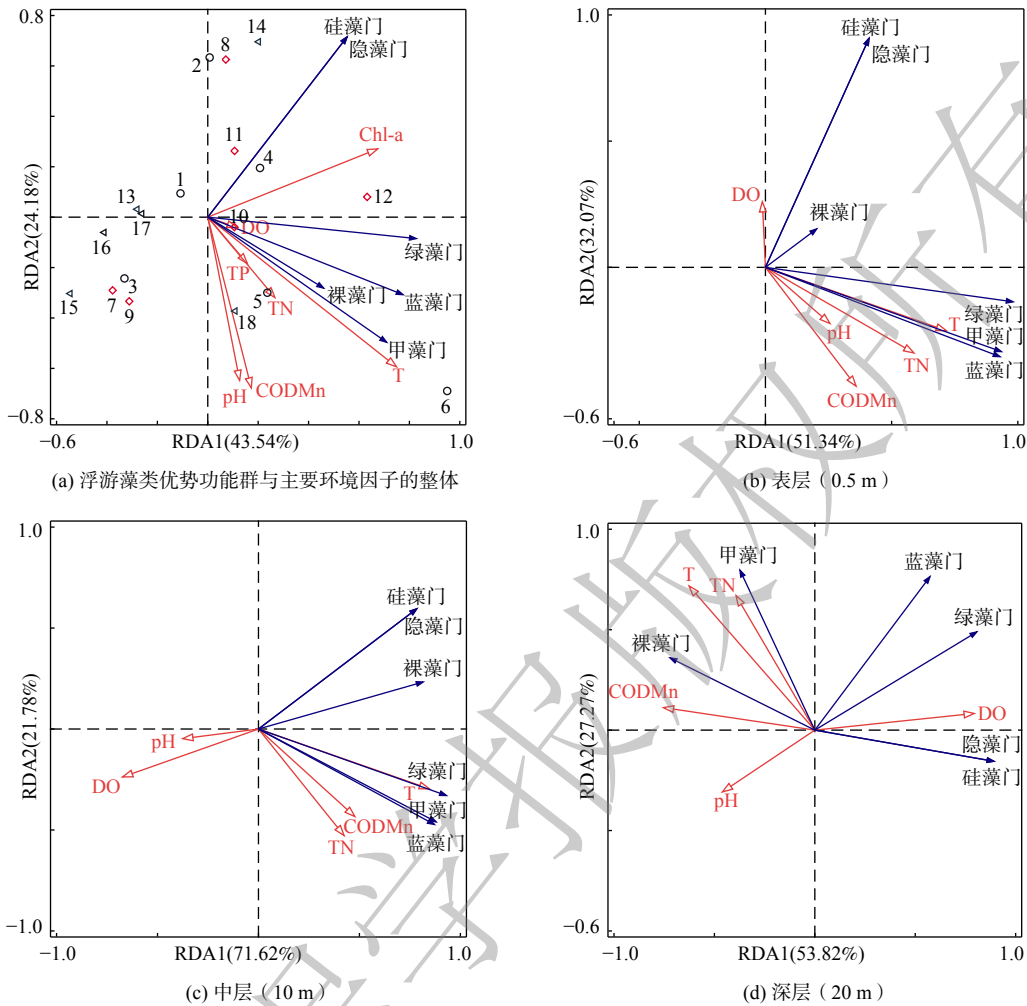 0.8
14
硅藻门
8
2
隐藻门
Chl-a
11
4
1
12
13
17
10
DO
16
绿藻门
TP
3
裸藻门
蓝藻门
15
7
TN
5
9
18
甲藻门
T
pH
CODMn
6
−0.8
−0.6
1.0
RDA1(43.54%)
RDA2(24.18%)
(a) 浮游藻类优势功能群与主要环境因子的整体
1.0
硅藻门
隐藻门
DO
裸藻门
绿藻门
T
pH
甲藻门
TN
蓝藻门
CODMn
−0.6
−0.6
1.0
RDA1(51.34%)
RDA2(32.07%)
(b) 表层（0.5 m）
1.0
硅藻门
隐藻门
裸藻门
pH
DO
绿藻门
T
甲藻门
CODMn
蓝藻门
TN
−1.0
−1.0
1.0
RDA1(71.62%)
RDA2(21.78%)
(c) 中层（10 m）
1.0
甲藻门
蓝藻门
T
TN
绿藻门
裸藻门
CODMn
DO
隐藻门
硅藻门
pH
−0.6
−1.0
1.0
RDA1(53.82%)
RDA2(27.27%)
(d) 深层（20 m）
学报版权所有